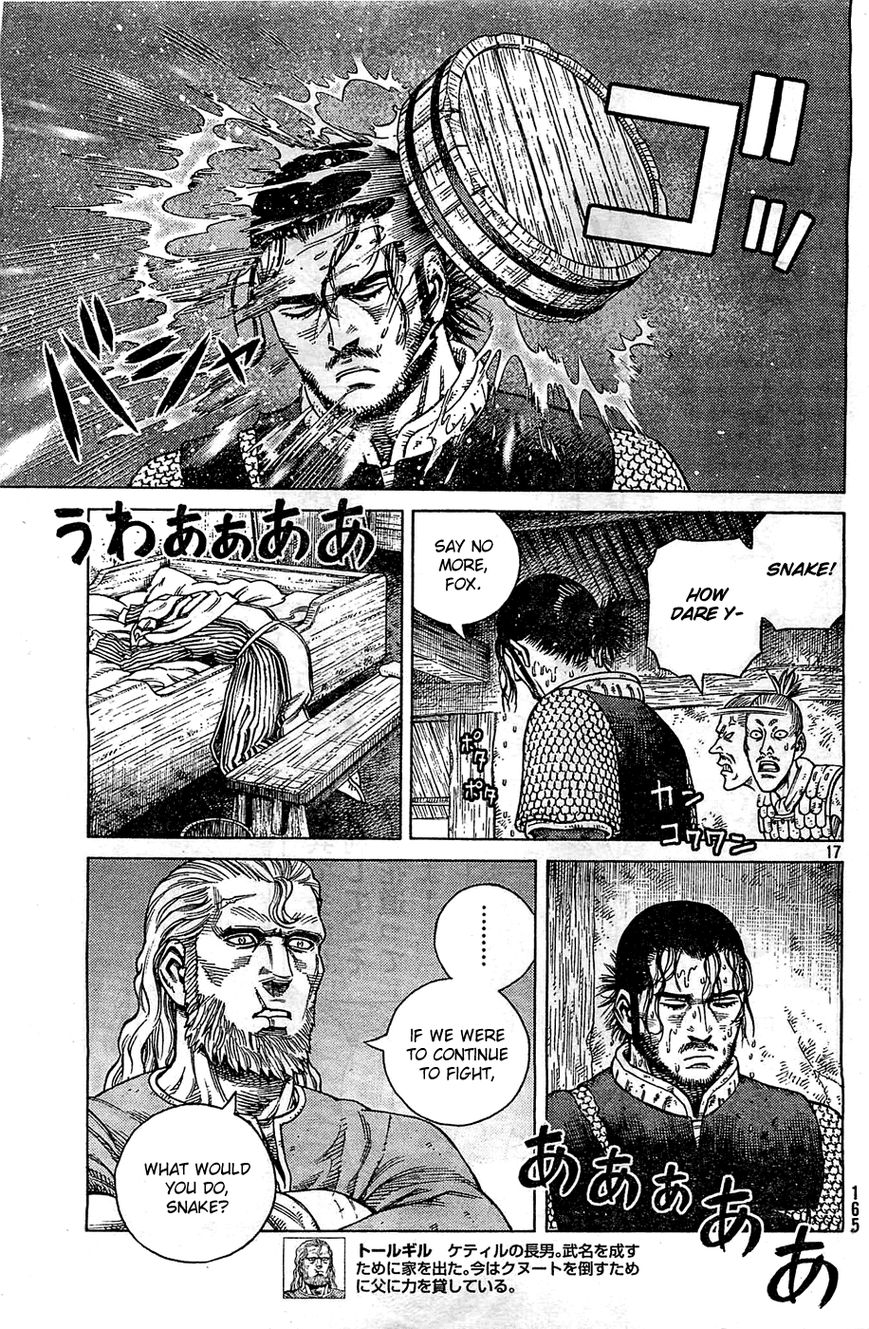 ゴッ
バシャ
SNAKE!
HOW
DARE Y-
SAY NO
MORE,
FOX.
ポタ
ポタ
カン
コワワン
うわあぁああ
17
あああああ
......
IF WE WERE
TO CONTINUE
TO FIGHT,
WHAT WOULD
YOU DO,
SNAKE?
165
トールギル ケティルの長男。武名を成す
ために家を出た。今はクヌートを倒すため
に父に力を貸している。